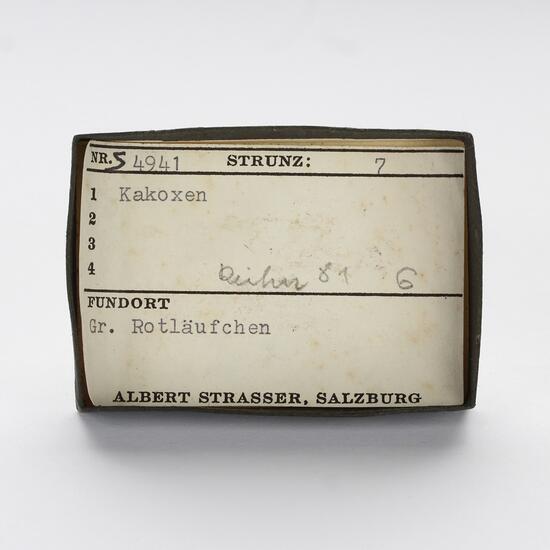 NR. S 4941 STRUNZ: 7
1 Kakoxen
2
3
4 81 6
FUNDORT
Gr. Rotläufchen
ALBERT STRASSER, SALZBURG